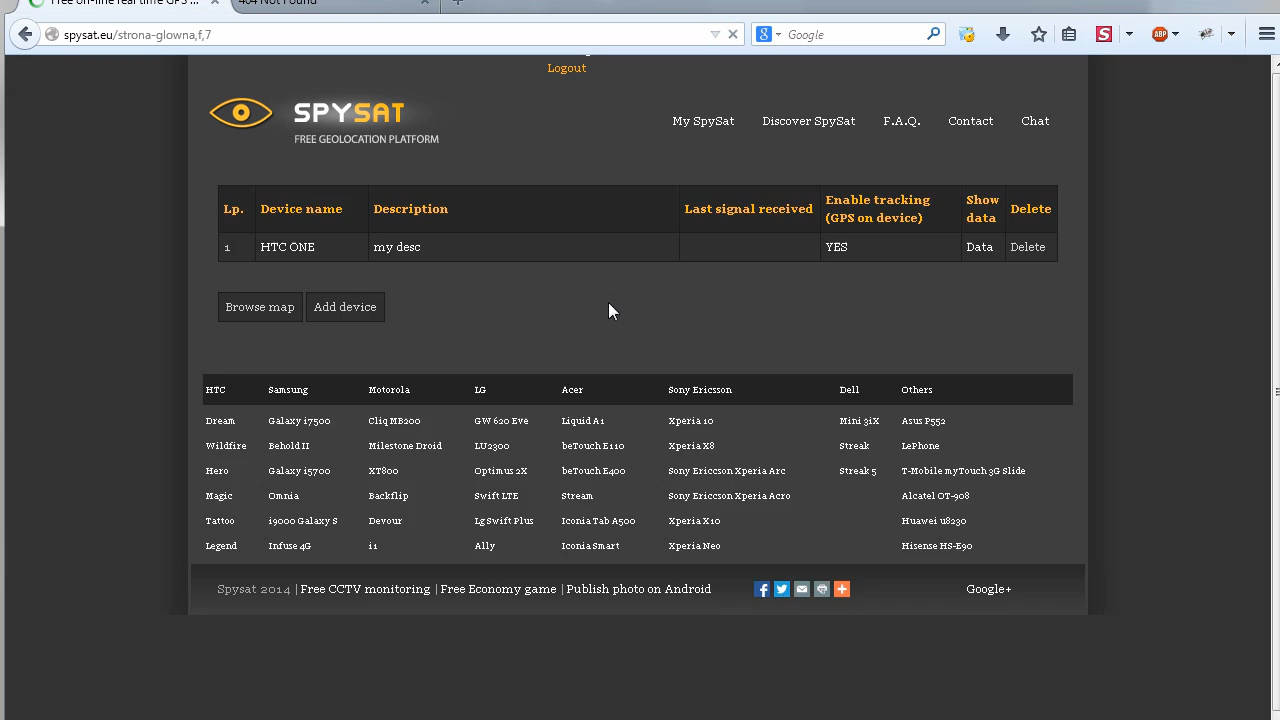 Free on-line real time GPS ...
404 Not Found
spysat.eu/strona-glowna,f,7
Google
Logout
SPYSAT
FREE GEOLOCATION PLATFORM
My SpySat Discover SpySat F.A.Q. Contact Chat
Lp. Device name Description Last signal received Enable tracking (GPS on device) Show data Delete
1 HTC ONE my desc YES Data Delete
Browse map Add device
HTC Samsung Motorola LG Acer Sony Ericsson Dell Others
Dream Galaxy i7500 Cliq MB200 GW 620 Eve Liquid A1 Xperia 10 Mini 3iX Asus P552
Wildfire Behold II Milestone Droid LU2300 beTouch E110 Xperia X8 Streak LePhone
Hero Galaxy i5700 XT800 Optimus 2X beTouch E400 Sony Ericcson Xperia Arc Streak 5 T-Mobile myTouch 3G Slide
Magic Omnia Backflip Swift LTE Stream Sony Ericcson Xperia Acro Alcatel OT-908
Tattoo i9000 Galaxy S Devour Lg Swift Plus Iconia Tab A500 Xperia X10 Huawei u8230
Legend Infuse 4G i1 Ally Iconia Smart Xperia Neo Hisense HS-E90
Spysat 2014 | Free CCTV monitoring | Free Economy game | Publish photo on Android Google+